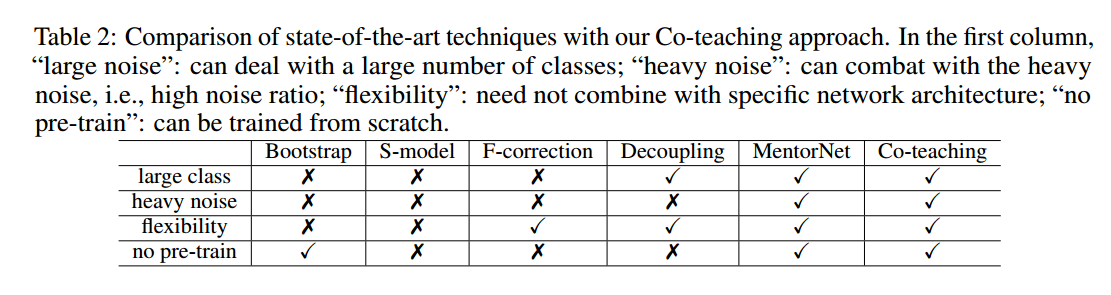 Table 2: Comparison of state-of-the-art techniques with our Co-teaching approach. In the first column,
“large noise”: can deal with a large number of classes; “heavy noise”: can combat with the heavy
noise, i.e., high noise ratio; “flexibility”: need not combine with specific network architecture; “no
pre-train”: can be trained from scratch.
Bootstrap S-model F-correction Decoupling MentorNet Co-teaching
large class ✗ ✗ ✗ ✓ ✓ ✓
heavy noise ✗ ✗ ✗ ✗ ✓ ✓
flexibility ✗ ✗ ✓ ✓ ✓ ✓
no pre-train ✓ ✗ ✗ ✗ ✓ ✓